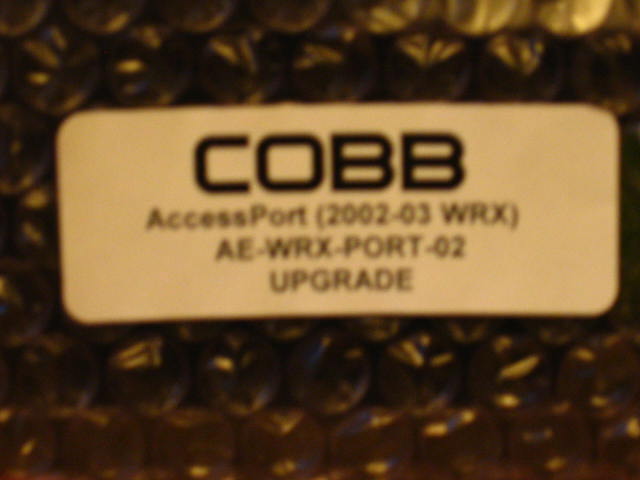 COBB
AccessPort (2002-03 WRX)
AE-WRX-PORT-02
UPGRADE